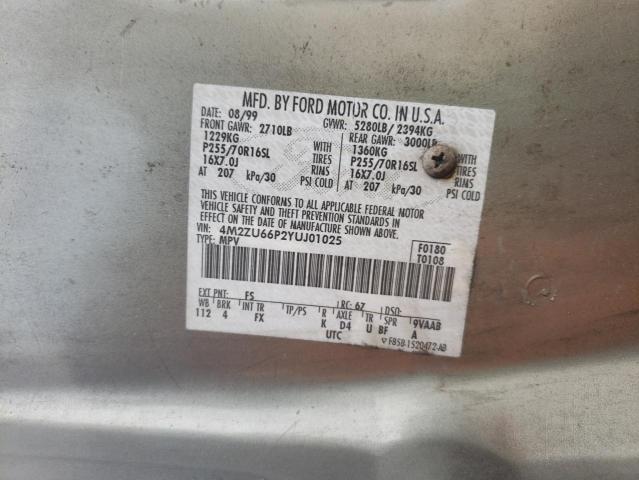 MFD. BY FORD MOTOR CO. IN U.S.A.
DATE: 08/99 GVWR: 5280LB/ 2394KG
FRONT GAWR: 2710LB REAR GAWR: 3000LB
1229KG WITH 1360KG WITH
P255/70R16SL TIRES P255/70R16SL TIRES
16X7.0J RIMS 16X7.0J RIMS
AT 207 kPa/30 PSI COLD AT 207 kPa/30 PSI COLD
THIS VEHICLE CONFORMS TO ALL APPLICABLE FEDERAL MOTOR
VEHICLE SAFETY AND THEFT PREVENTION STANDARDS IN
EFFECT ON THE DATE OF MANUFACTURE SHOWN ABOVE.
VIN: 4M2ZU66P2YUJ01025 F0180
TYPE: MPV T0108
EXT PNT: FS RC: 67 DSO:
WB BRK INT TR TP/PS R AXLE TR SPR 9VAAB
112 4 FX K D4 U BF A
UTC F85B-1520472-AB